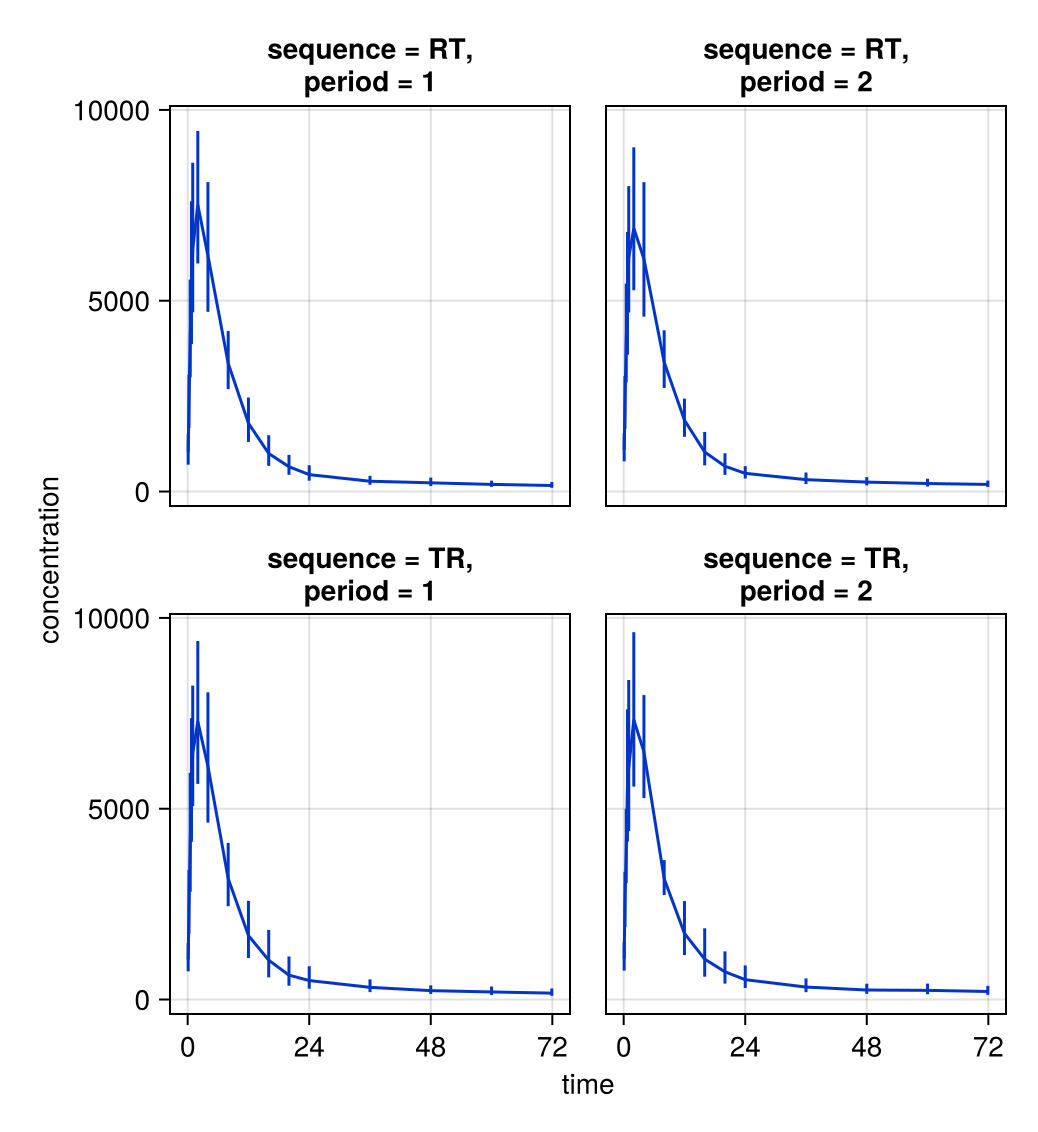 sequence = RT,
period = 1
sequence = RT,
period = 2
10000
5000
0
concentration
sequence = TR,
period = 1
sequence = TR,
period = 2
10000
5000
0
0 24 48 72
0 24 48 72
time